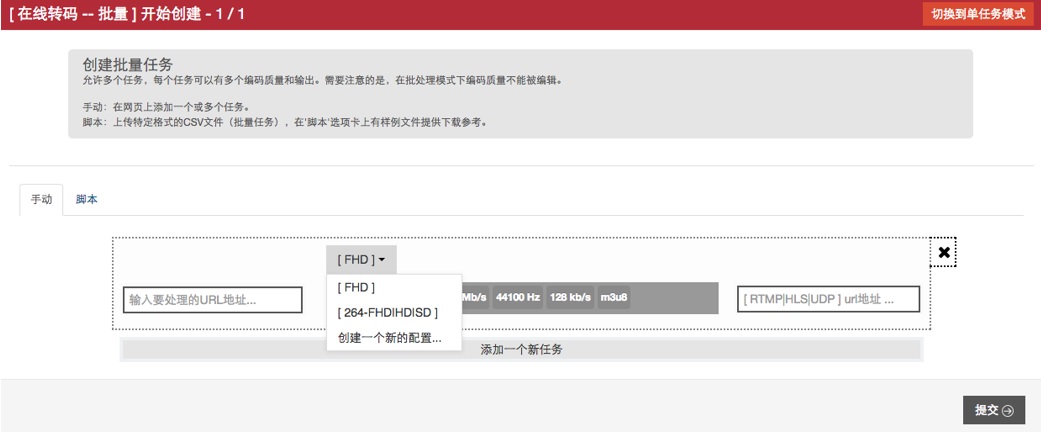 [ 在线转码 -- 批量 ] 开始创建 - 1 / 1
切换到单任务模式
创建批量任务
允许多个任务，每个任务可以有多个编码质量和输出。需要注意的是，在批处理模式下编码质量不能被编辑。
手动：在网页上添加一个或多个任务。
脚本：上传特定格式的CSV文件（批量任务），在'脚本'选项卡上有样例文件提供下载参考。
手动
脚本
[ FHD ]
[ FHD ]
[ 264-FHD|HD|SD ]
创建一个新的配置...
输入要处理的URL地址...
Mb/s
44100 Hz
128 kb/s
m3u8
[ RTMP|HLS|UDP ] url地址 ...
添加一个新任务
提交